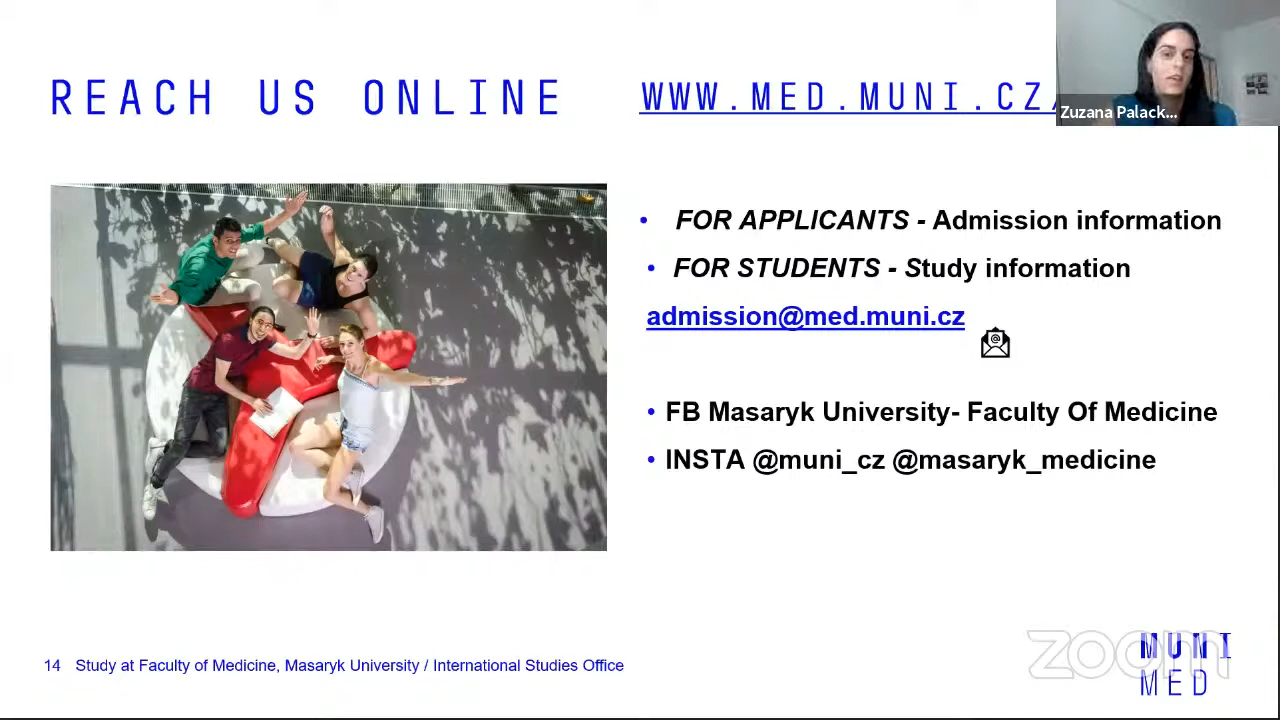 REACH US ONLINE
WWW.MED.MUNI.CZ
Zuzana Palack...
• FOR APPLICANTS - Admission information
• FOR STUDENTS - Study information
admission@med.muni.cz
@
• FB Masaryk University- Faculty Of Medicine
• INSTA @muni_cz @masaryk_medicine
14 Study at Faculty of Medicine, Masaryk University / International Studies Office
zoom
MUNI
MED